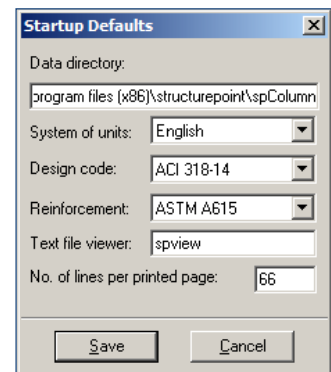 Startup Defaults
Data directory:
program files (x86)\structurepoint\spColumn
System of units: English
Design code: ACI 318-14
Reinforcement: ASTM A615
Text file viewer: spview
No. of lines per printed page: 66
Save Cancel